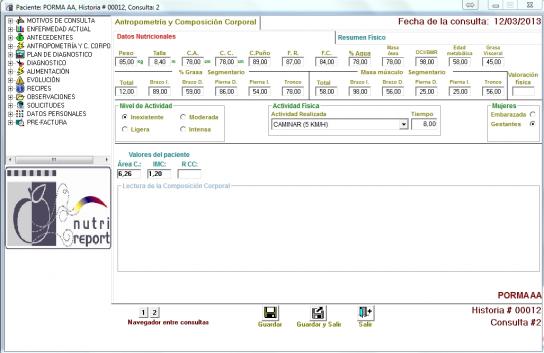 Paciente: PORMA AA, Historia # 00012, Consulta: 2
MOTIVOS DE CONSULTA
ENFERMEDAD ACTUAL
ANTECEDENTES
ANTROPOMETRÍA Y C. CORPO
PLAN DE DIAGNOSTICO
DIAGNOSTICO
ALIMENTACIÓN
EVOLUCIÓN
RECIPES
OBSERVACIONES
SOLICITUDES
DATOS PERSONALES
PRE-FACTURA
nutri
report
Antropometría y Composición Corporal
Fecha de la consulta: 12/03/2013
Datos Nutricionales
Resumen Físico
Peso Talla C.A. C. C. C.Puño F. R. F.C. % Agua Masa ósea DCI/BMR Edad metabólica Grasa Visceral
85,00 kg 8,40 m 78,00 cm 78,00 cm 89,00 87,00 84,00 78,00 78,00 98,00 58,00 45,00
% Grasa Segmentario
Masa músculo Segmentario
Valoración física
Total Brazo I. Brazo D. Pierna D. Pierna I. Tronco Total Brazo I. Brazo D. Pierna D. Pierna I. Tronco
12,00 89,00 59,00 86,00 56,00 78,00 58,00 98,00 56,00 25,00 25,00 56,00
Nivel de Actividad
Inexistente Moderada
Ligera Intensa
Actividad Física
Actividad Realizada Tiempo
CAMINAR (5 KM/H) 8,00
Mujeres
Embarazada
Gestantes
Valores del paciente
Área C.: IMC: R CC:
6,26 1,20
Lectura de la Composición Corporal
PORMA AA
1 2
Navegador entre consultas
Guardar Guardar y Salir Salir
Historia # 00012
Consulta #2